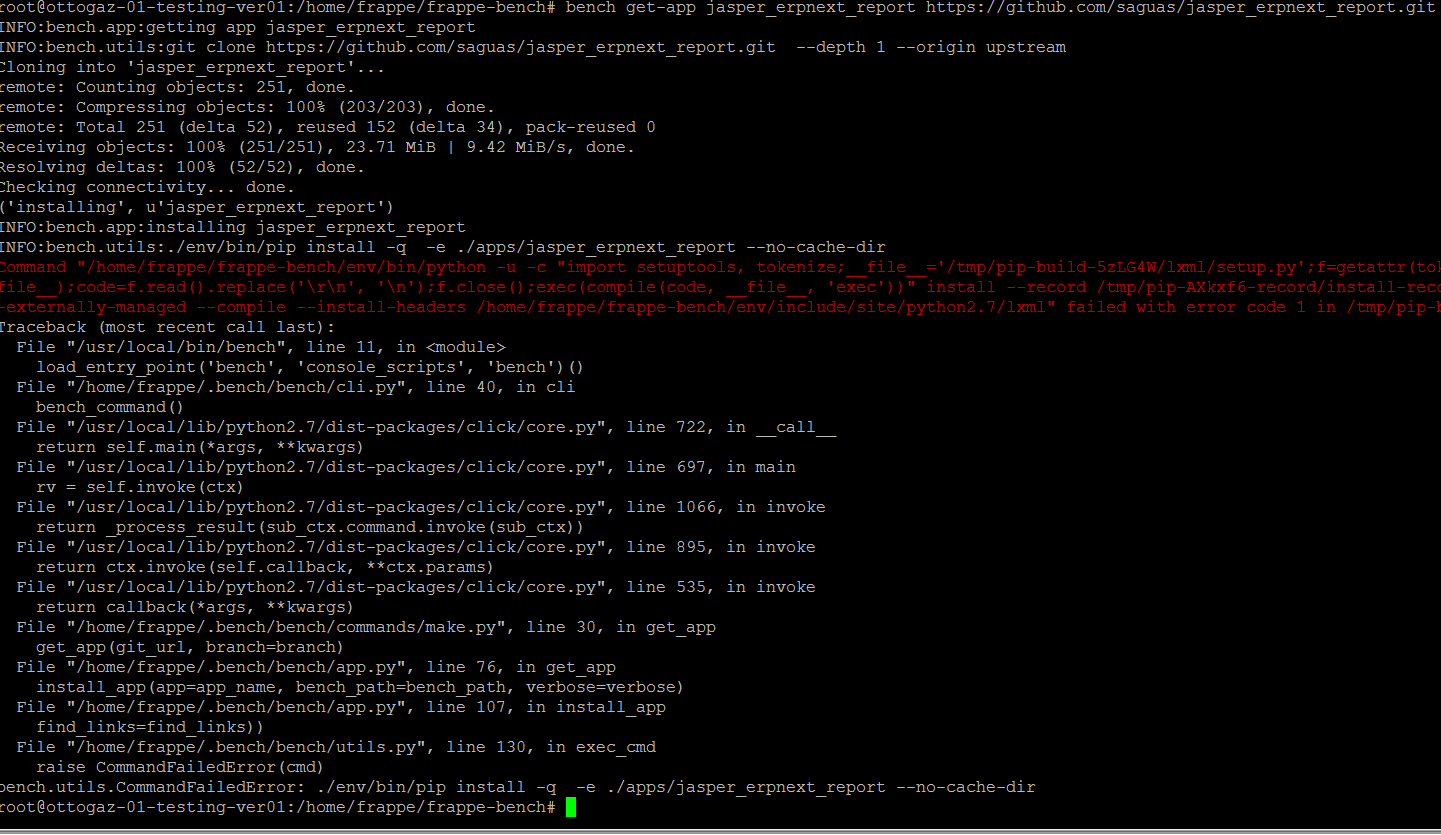 root@ottogaz-01-testing-ver01:/home/frappe/frappe-bench# bench get-app jasper_erpnext_report https://github.com/saguas/jasper_erpnext_report.git
INFO:bench.app:getting app jasper_erpnext_report
INFO:bench.utils:git clone https://github.com/saguas/jasper_erpnext_report.git  --depth 1 --origin upstream
Cloning into 'jasper_erpnext_report'...
remote: Counting objects: 251, done.
remote: Compressing objects: 100% (203/203), done.
remote: Total 251 (delta 52), reused 152 (delta 34), pack-reused 0
Receiving objects: 100% (251/251), 23.71 MiB | 9.42 MiB/s, done.
Resolving deltas: 100% (52/52), done.
Checking connectivity... done.
('installing', u'jasper_erpnext_report')
INFO:bench.app:installing jasper_erpnext_report
INFO:bench.utils:./env/bin/pip install -q  -e ./apps/jasper_erpnext_report --no-cache-dir
Command "/home/frappe/frappe-bench/env/bin/python -u -c "import setuptools, tokenize;__file__='/tmp/pip-build-5zLG4W/lxml/setup.py';f=getattr(tok
file__);code=f.read().replace('\r\n', '\n');f.close();exec(compile(code, __file__, 'exec'))" install --record /tmp/pip-AXkxf6-record/install-reco
-externally-managed --compile --install-headers /home/frappe/frappe-bench/env/include/site/python2.7/lxml" failed with error code 1 in /tmp/pip-b
Traceback (most recent call last):
  File "/usr/local/bin/bench", line 11, in <module>
    load_entry_point('bench', 'console_scripts', 'bench')()
  File "/home/frappe/.bench/bench/cli.py", line 40, in cli
    bench_command()
  File "/usr/local/lib/python2.7/dist-packages/click/core.py", line 722, in __call__
    return self.main(*args, **kwargs)
  File "/usr/local/lib/python2.7/dist-packages/click/core.py", line 697, in main
    rv = self.invoke(ctx)
  File "/usr/local/lib/python2.7/dist-packages/click/core.py", line 1066, in invoke
    return _process_result(sub_ctx.command.invoke(sub_ctx))
  File "/usr/local/lib/python2.7/dist-packages/click/core.py", line 895, in invoke
    return ctx.invoke(self.callback, **ctx.params)
  File "/usr/local/lib/python2.7/dist-packages/click/core.py", line 535, in invoke
    return callback(*args, **kwargs)
  File "/home/frappe/.bench/bench/commands/make.py", line 30, in get_app
    get_app(git_url, branch=branch)
  File "/home/frappe/.bench/bench/app.py", line 76, in get_app
    install_app(app=app_name, bench_path=bench_path, verbose=verbose)
  File "/home/frappe/.bench/bench/app.py", line 107, in install_app
    find_links=find_links))
  File "/home/frappe/.bench/bench/utils.py", line 130, in exec_cmd
    raise CommandFailedError(cmd)
bench.utils.CommandFailedError: ./env/bin/pip install -q  -e ./apps/jasper_erpnext_report --no-cache-dir
root@ottogaz-01-testing-ver01:/home/frappe/frappe-bench#